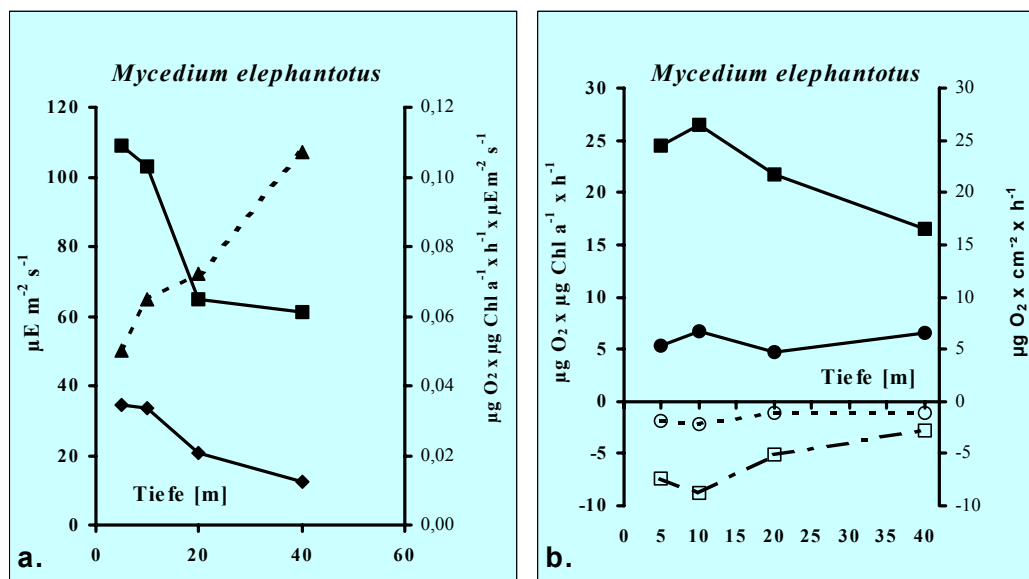 Mycedium elephantotus
120
100
80
60
40
20
0
µE m⁻² s⁻¹
0,12
0,10
0,08
0,06
0,04
0,02
0,00
µg O₂ x µg Chl a⁻¹ x h⁻¹ x µE m⁻² s⁻¹
Tiefe [m]
0 20 40 60
a.
Mycedium elephantotus
30
25
20
15
10
5
0
-5
-10
µg O₂ x µg Chl a⁻¹ x h⁻¹
30
25
20
15
10
5
0
-5
-10
µg O₂ x cm⁻² x h⁻¹
Tiefe [m]
0 5 10 15 20 25 30 35 40
b.